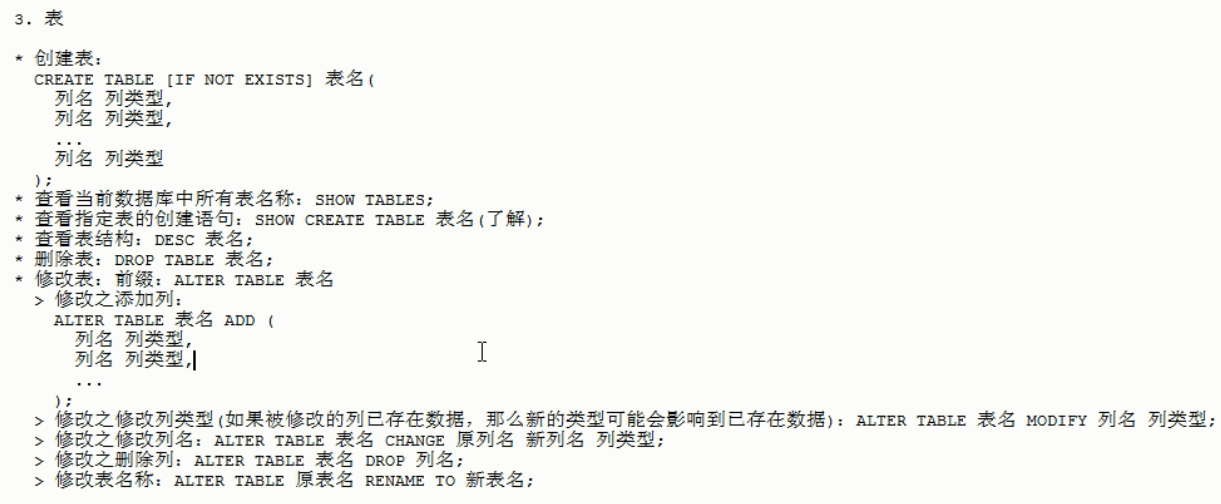 3. 表
* 创建表：
CREATE TABLE [IF NOT EXISTS] 表名(
列名 列类型,
列名 列类型,
...
列名 列类型
);
* 查看当前数据库中所有表名称：SHOW TABLES;
* 查看指定表的创建语句：SHOW CREATE TABLE 表名(了解);
* 查看表结构：DESC 表名;
* 删除表：DROP TABLE 表名;
* 修改表：前缀：ALTER TABLE 表名
> 修改之添加列：
ALTER TABLE 表名 ADD (
列名 列类型,
列名 列类型,
...
);
> 修改之修改列类型(如果被修改的列已存在数据，那么新的类型可能会影响到已存在数据)：ALTER TABLE 表名 MODIFY 列名 列类型;
> 修改之修改列名：ALTER TABLE 表名 CHANGE 原列名 新列名 列类型;
> 修改之删除列：ALTER TABLE 表名 DROP 列名;
> 修改表名称：ALTER TABLE 原表名 RENAME TO 新表名;